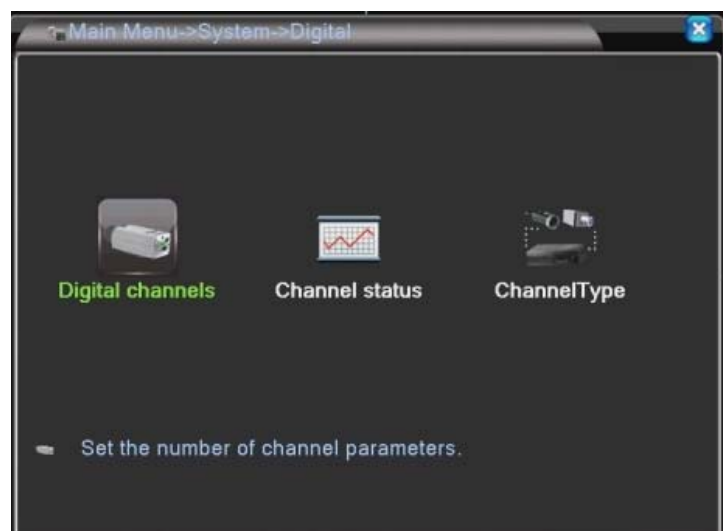 Main Menu->System->Digital
Digital channels
Channel status
ChannelType
Set the number of channel parameters.